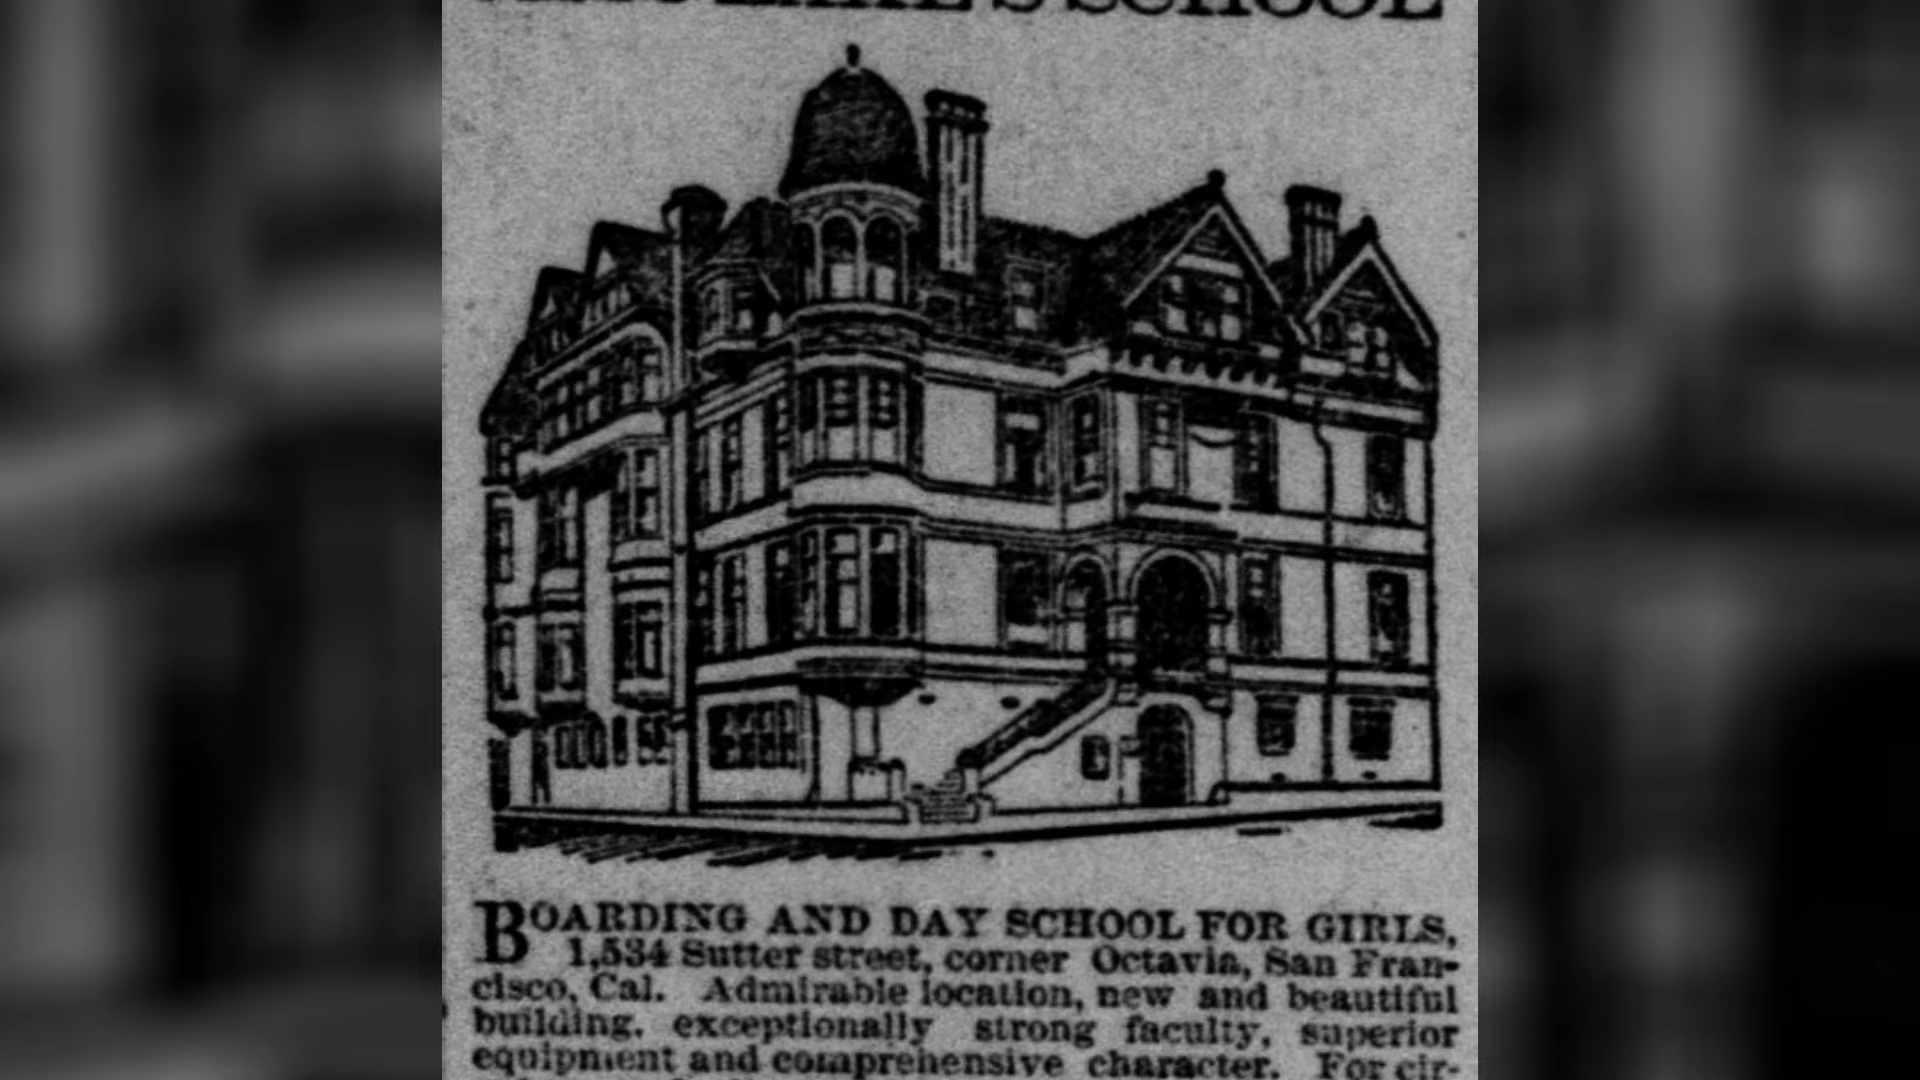 SCHOOL
BOARDING AND DAY SCHOOL FOR GIRLS,
1,534 Sutter street, corner Octavia, San Fran-
cisco, Cal. Admirable location, new and beautiful
building, exceptionally strong faculty, superior
equipment and comprehensive character. For cir-